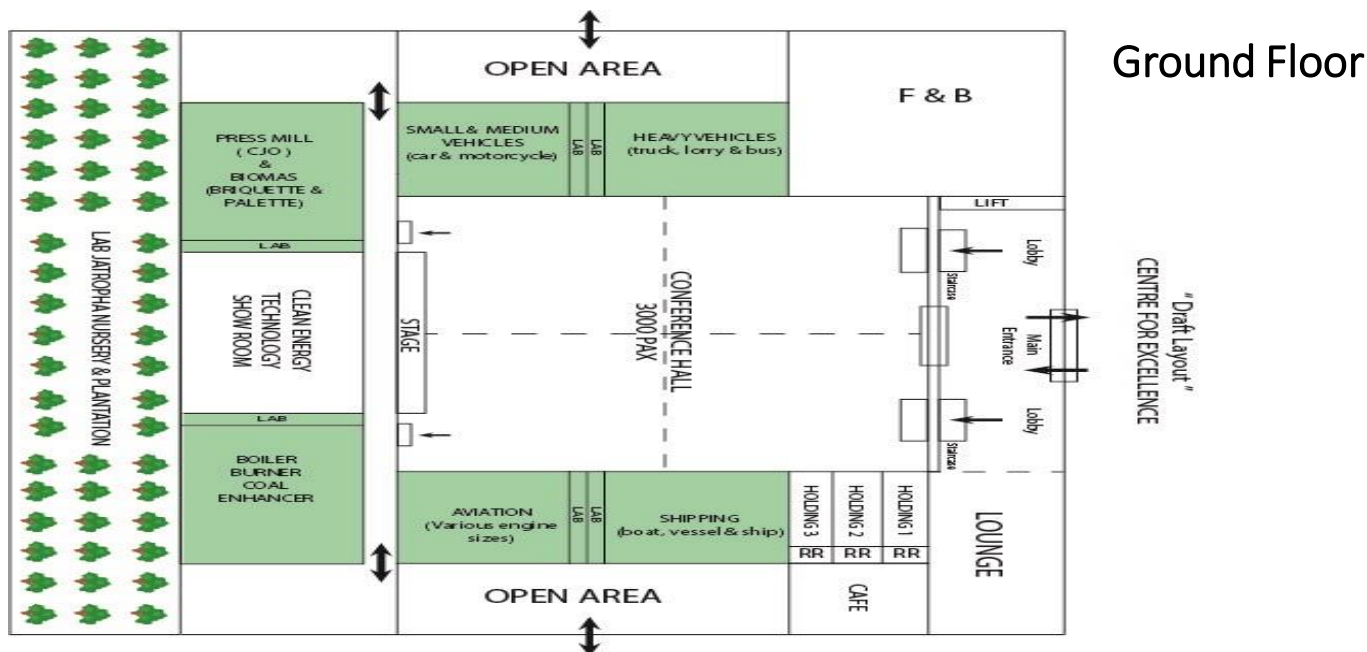 Ground Floor
OPEN AREA
F & B
PRESS MILL
( CJO )
&
BIOMAS
(BRIQUETTE &
PALETTE)
LAB
SMALL & MEDIUM
VEHICLES
(car & motorcycle)
LAB
LAB
HEAVY VEHICLES
(truck, lorry & bus)
LIFT
Lobby
Staircase
LAB JATROPHA NURSERY & PLANTATION
CLEAN ENERGY
TECHNOLOGY
SHOW ROOM
STAGE
CONFERENCE HALL
3000 PAX
Main
Entrance
" Draft Layout "
CENTRE FOR EXCELLENCE
Lobby
Staircase
LAB
BOILER
BURNER
COAL
ENHANCER
AVIATION
(Various engine
sizes)
LAB
LAB
SHIPPING
(boat, vessel & ship)
HOLDING 3
HOLDING 2
HOLDING 1
RR
RR
RR
LOUNGE
CAFE
OPEN AREA